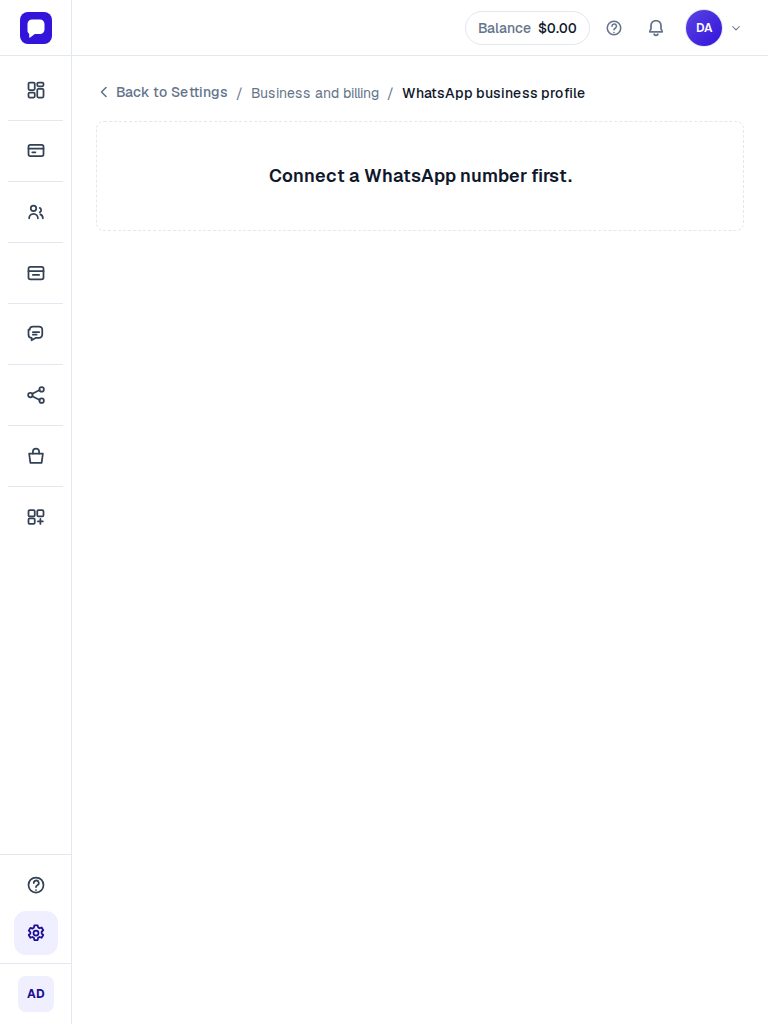 Balance $0.00
DA
Back to Settings / Business and billing / WhatsApp business profile
Connect a WhatsApp number first.
AD